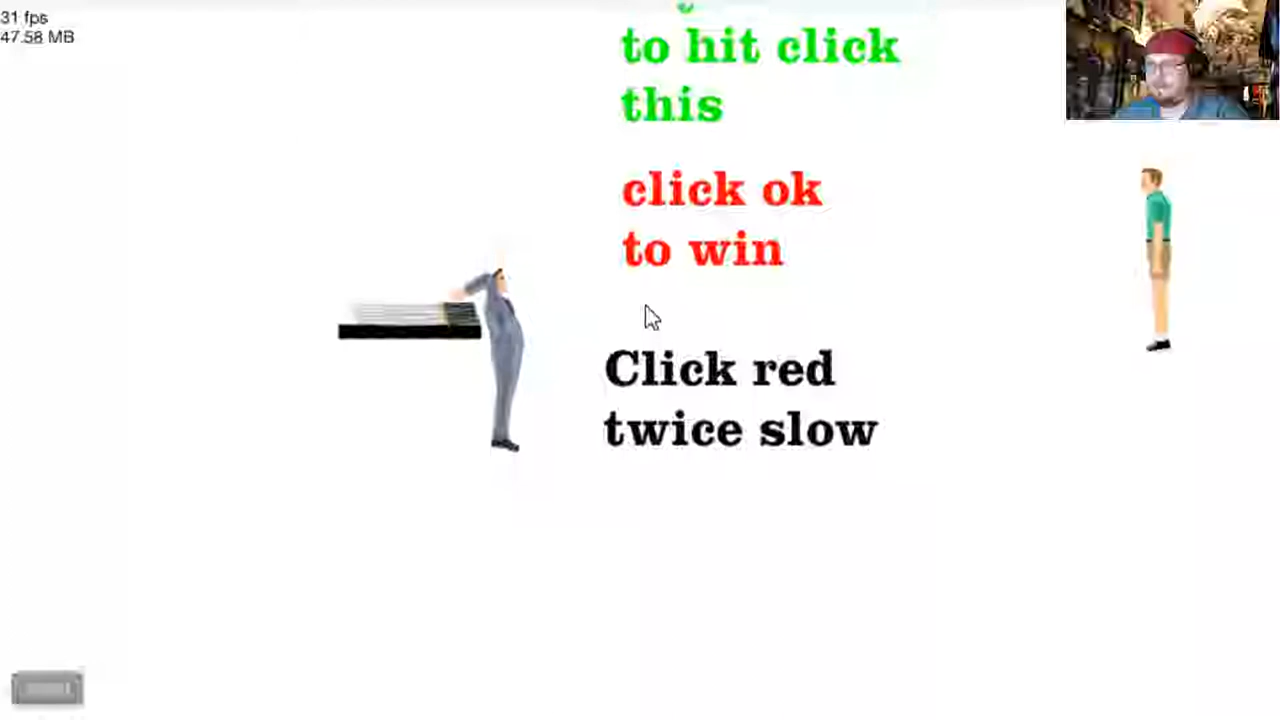 31 fps
47.58 MB
to hit click
this
click ok
to win
Click red
twice slow